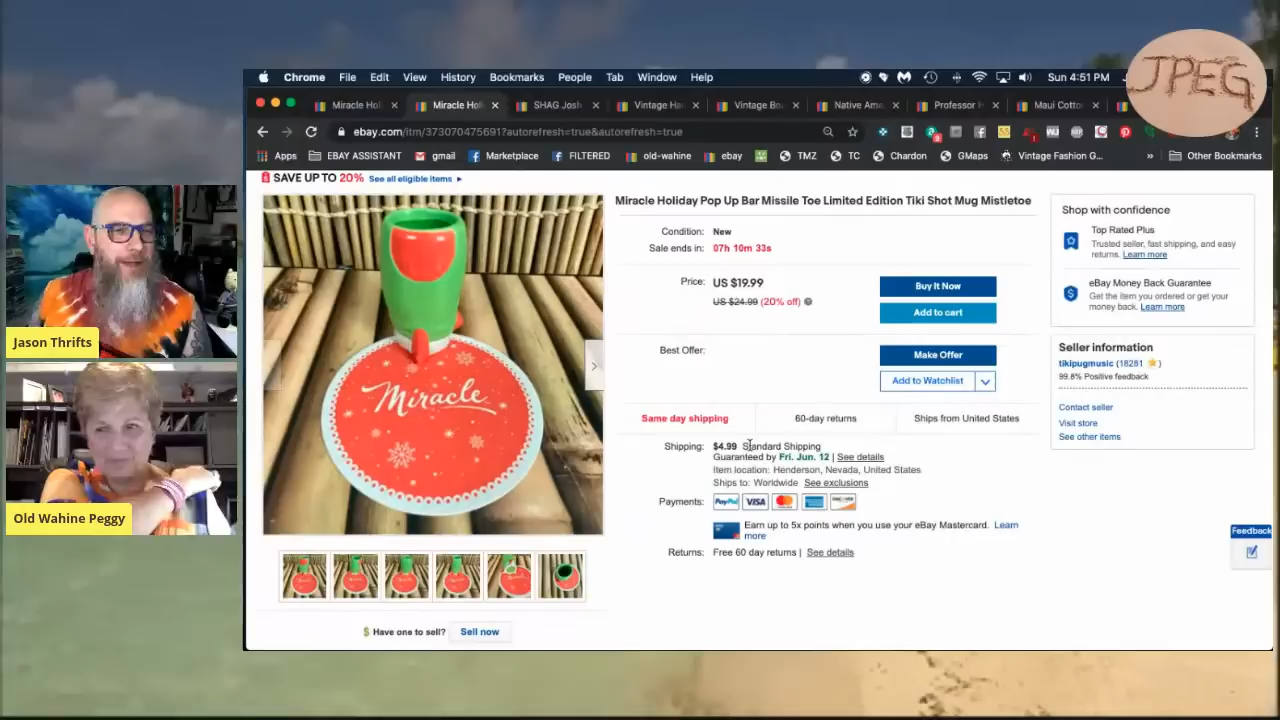 JPEG
Chrome File Edit View History Bookmarks People Tab Window Help
Sun 4:51 PM
Miracle Hol
Miracle Holi
SHAG Josh
Vintage Ha
Vintage Bo
Native Ame
Professor
Maui Cotto
ebay.com/itm/373070475691?autorefresh=true&autorefresh=true
Apps EBAY ASSISTANT gmail Marketplace FILTERED old-wahine ebay TMZ TC Chardon GMaps Vintage Fashion G... » Other Bookmarks
SAVE UP TO 20% See all eligible items ▸
Miracle Holiday Pop Up Bar Missile Toe Limited Edition Tiki Shot Mug Mistletoe
Condition: New
Sale ends in: 07h 10m 33s
Price: US $19.99
US $24.99 (20% off)
Buy It Now
Add to cart
Best Offer:
Make Offer
Add to Watchlist
Same day shipping 60-day returns Ships from United States
Shipping: $4.99 Standard Shipping
Guaranteed by Fri. Jun. 12 | See details
Item location: Henderson, Nevada, United States
Ships to: Worldwide See exclusions
Payments: PayPal VISA DISCOVER
Earn up to 5x points when you use your eBay Mastercard. Learn
more
Returns: Free 60 day returns | See details
Miracle
Have one to sell? Sell now
Shop with confidence
Top Rated Plus
Trusted seller, fast shipping, and easy
returns. Learn more
eBay Money Back Guarantee
Get the item you ordered or get your
money back. Learn more
Seller information
tikipugmusic (18281 )
99.8% Positive feedback
Contact seller
Visit store
See other items
Feedback
Jason Thrifts
Old Wahine Peggy